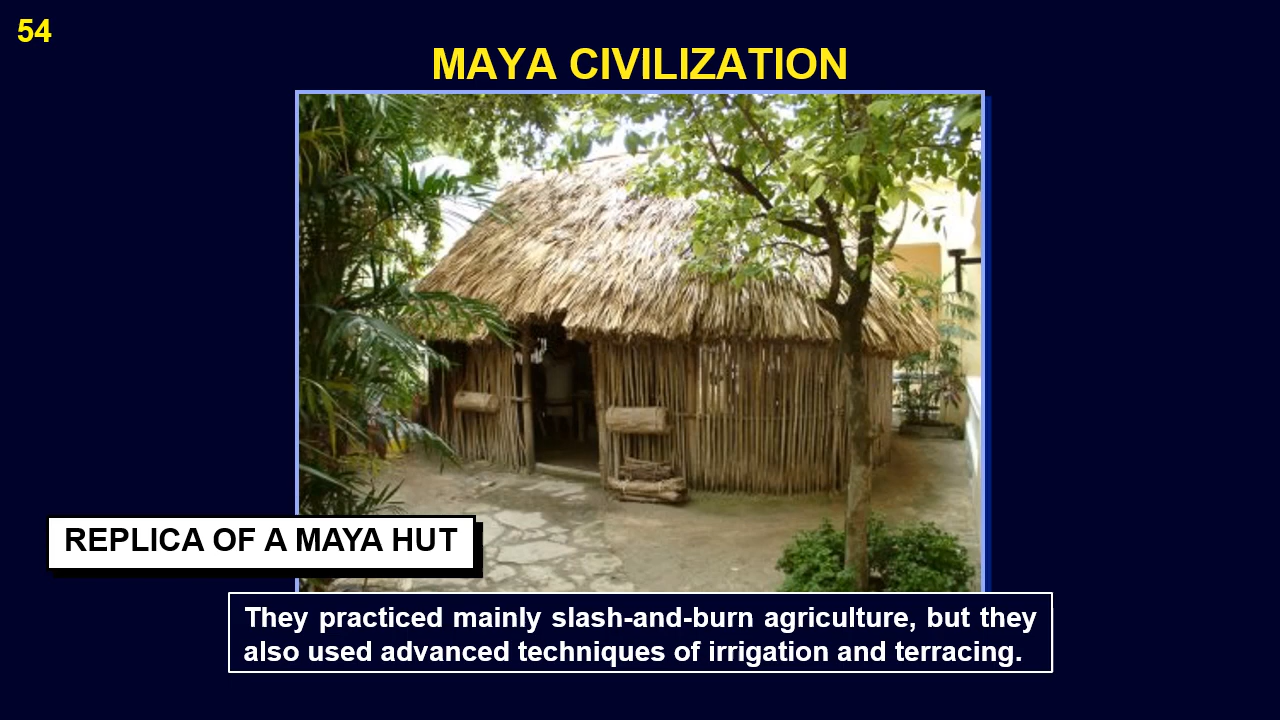 54
MAYA CIVILIZATION
REPLICA OF A MAYA HUT
They practiced mainly slash-and-burn agriculture, but they
also used advanced techniques of irrigation and terracing.